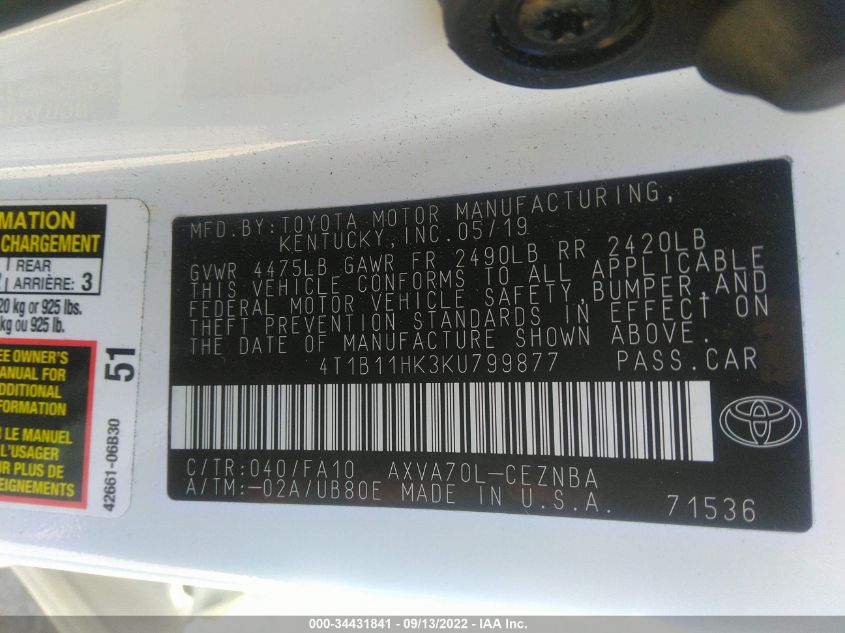 MATION
CHARGEMENT
REAR
ARRIÈRE: 3
20 kg or 925 lbs.
kg ou 925 lb.
EE OWNER'S
MANUAL FOR
ADDITIONAL
FORMATION
R LE MANUEL
L'USAGER
UR PLUS DE
EIGNEMENTS
51
42661-06B30
MFD.BY:TOYOTA MOTOR MANUFACTURING,
KENTUCKY,INC.05/19
GVWR 4475LB GAWR FR 2490LB RR 2420LB
THIS VEHICLE CONFORMS TO ALL APPLICABLE
FEDERAL MOTOR VEHICLE SAFETY,BUMPER,AND
THEFT PREVENTION STANDARDS IN EFFECT ON
THE DATE OF MANUFACTURE SHOWN ABOVE.
4T1B11HK3KU799877 PASS.CAR
C/TR:040/FA10 AXVA70L-CEZNBA
A/TM:-02A/UB80E MADE IN U.S.A. 71536
000-34431841 - 09/13/2022 - IAA Inc.